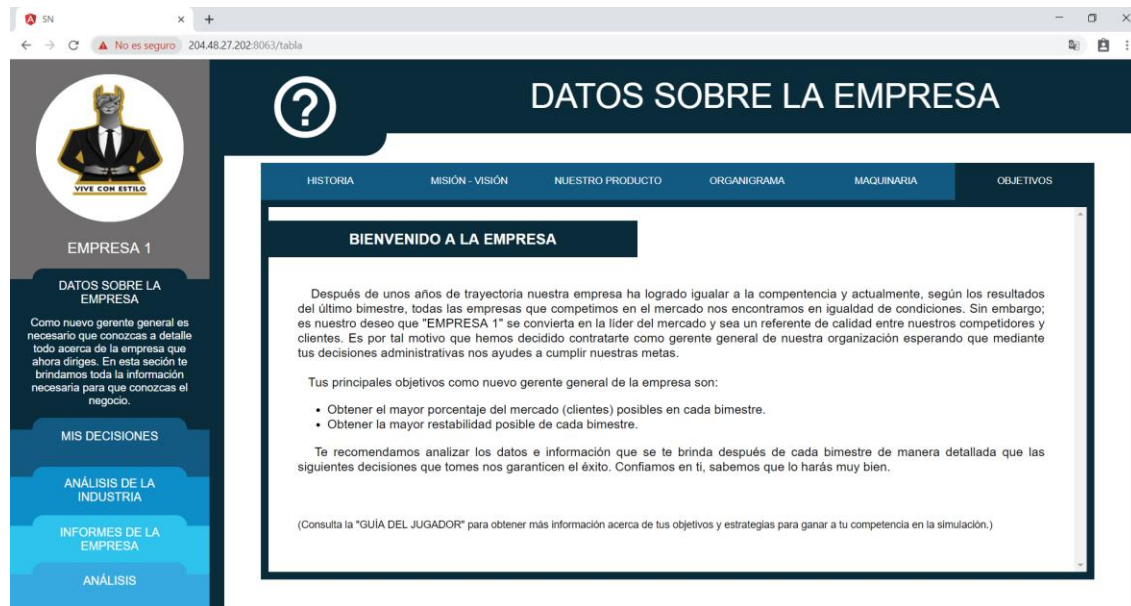 SN
No es seguro 204.48.27.202:8063/tabla
VIVE CON ESTILO
EMPRESA 1
DATOS SOBRE LA
EMPRESA
Como nuevo gerente general es
necesario que conozcas a detalle
todo acerca de la empresa que
ahora diriges. En esta seción te
brindamos toda la información
necesaria para que conozcas el
negocio.
MIS DECISIONES
ANÁLISIS DE LA
INDUSTRIA
INFORMES DE LA
EMPRESA
ANÁLISIS
DATOS SOBRE LA EMPRESA
HISTORIA MISIÓN - VISIÓN NUESTRO PRODUCTO ORGANIGRAMA MAQUINARIA OBJETIVOS
BIENVENIDO A LA EMPRESA
Después de unos años de trayectoria nuestra empresa ha logrado igualar a la compentencia y actualmente, según los resultados
del último bimestre, todas las empresas que competimos en el mercado nos encontramos en igualdad de condiciones. Sin embargo;
es nuestro deseo que "EMPRESA 1" se convierta en la líder del mercado y sea un referente de calidad entre nuestros competidores y
clientes. Es por tal motivo que hemos decidido contratarte como gerente general de nuestra organización esperando que mediante
tus decisiones administrativas nos ayudes a cumplir nuestras metas.
Tus principales objetivos como nuevo gerente general de la empresa son:
• Obtener el mayor porcentaje del mercado (clientes) posibles en cada bimestre.
• Obtener la mayor restabilidad posible de cada bimestre.
Te recomendamos analizar los datos e información que se te brinda después de cada bimestre de manera detallada que las
siguientes decisiones que tomes nos garanticen el éxito. Confiamos en ti, sabemos que lo harás muy bien.
(Consulta la "GUÍA DEL JUGADOR" para obtener más información acerca de tus objetivos y estrategias para ganar a tu competencia en la simulación.)